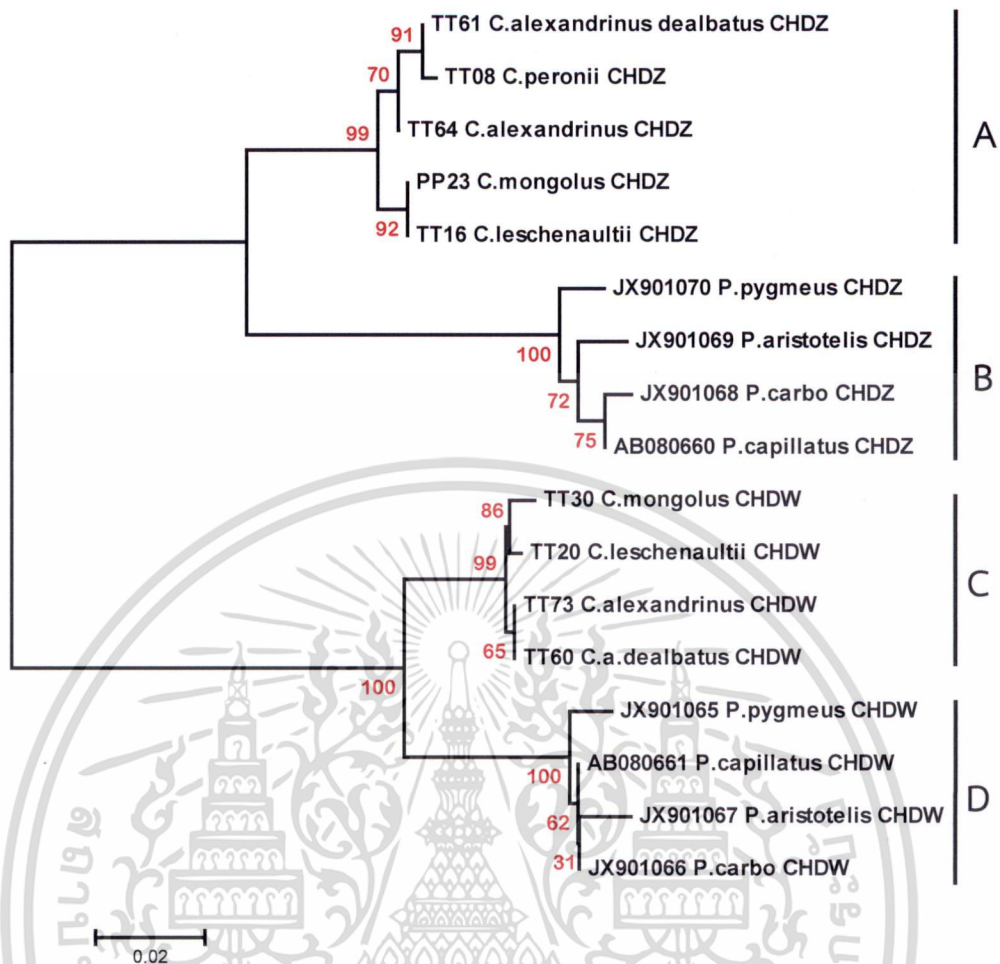 91
TT61 C.alexandrinus dealbatus CHDZ
70
TT08 C.peronii CHDZ
99
TT64 C.alexandrinus CHDZ
A
PP23 C.mongolus CHDZ
92
TT16 C.leschenaultii CHDZ
JX901070 P.pygmeus CHDZ
100
JX901069 P.aristotelis CHDZ
B
72
JX901068 P.carbo CHDZ
75
AB080660 P.capillatus CHDZ
86
TT30 C.mongolus CHDW
99
TT20 C.leschenaultii CHDW
C
TT73 C.alexandrinus CHDW
65
TT60 C.a.dealbatus CHDW
100
JX901065 P.pygmeus CHDW
100
AB080661 P.capillatus CHDW
D
62
JX901067 P.aristotelis CHDW
31
JX901066 P.carbo CHDW
0.02